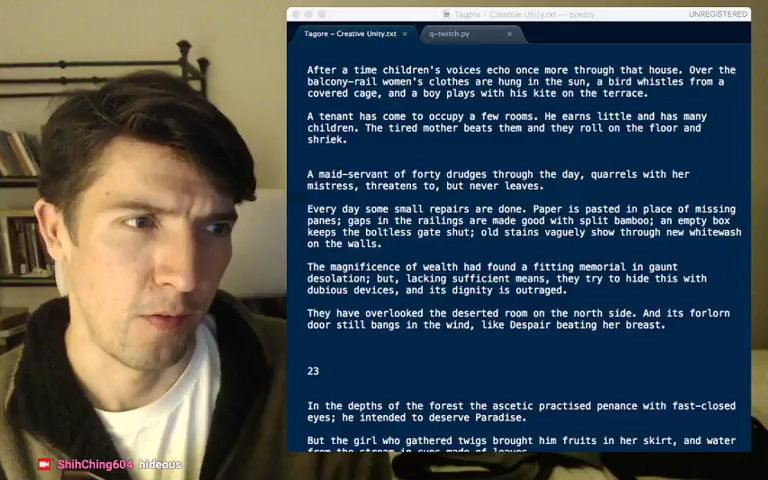 Tagore – Creative Unity.txt — poetry
UNREGISTERED
Tagore – Creative Unity.txt ×
q-twitch.py ×
After a time children's voices echo once more through that house. Over the
balcony-rail women's clothes are hung in the sun, a bird whistles from a
covered cage, and a boy plays with his kite on the terrace.
A tenant has come to occupy a few rooms. He earns little and has many
children. The tired mother beats them and they roll on the floor and
shriek.
A maid-servant of forty drudges through the day, quarrels with her
mistress, threatens to, but never leaves.
Every day some small repairs are done. Paper is pasted in place of missing
panes; gaps in the railings are made good with split bamboo; an empty box
keeps the boltless gate shut; old stains vaguely show through new whitewash
on the walls.
The magnificence of wealth had found a fitting memorial in gaunt
desolation; but, lacking sufficient means, they try to hide this with
dubious devices, and its dignity is outraged.
They have overlooked the deserted room on the north side. And its forlorn
door still bangs in the wind, like Despair beating her breast.
23
In the depths of the forest the ascetic practised penance with fast-closed
eyes; he intended to deserve Paradise.
But the girl who gathered twigs brought him fruits in her skirt, and water
from the stream in cups made of leaves.
ShihChing604 hideous